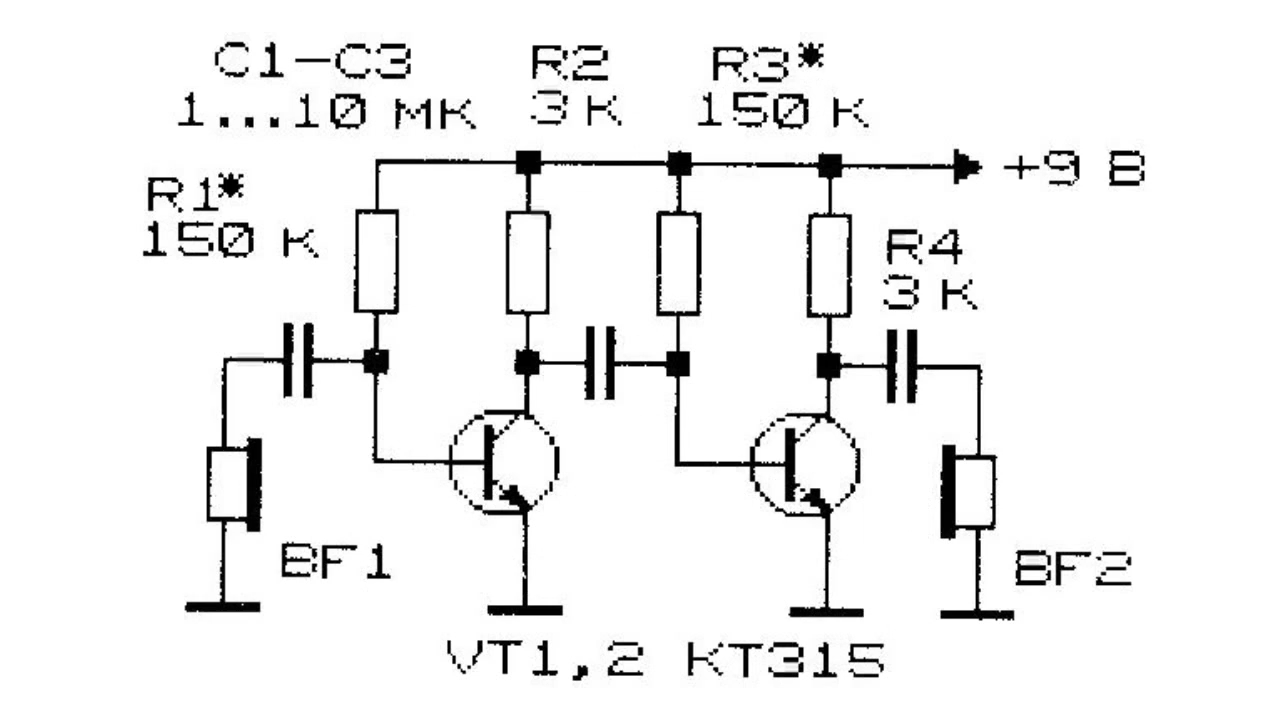 C1-C3
1...10 мк
R2
3 к
R3*
150 к
+9 В
R1*
150 к
R4
3 к
BF1
BF2
VT1,2 КТ315